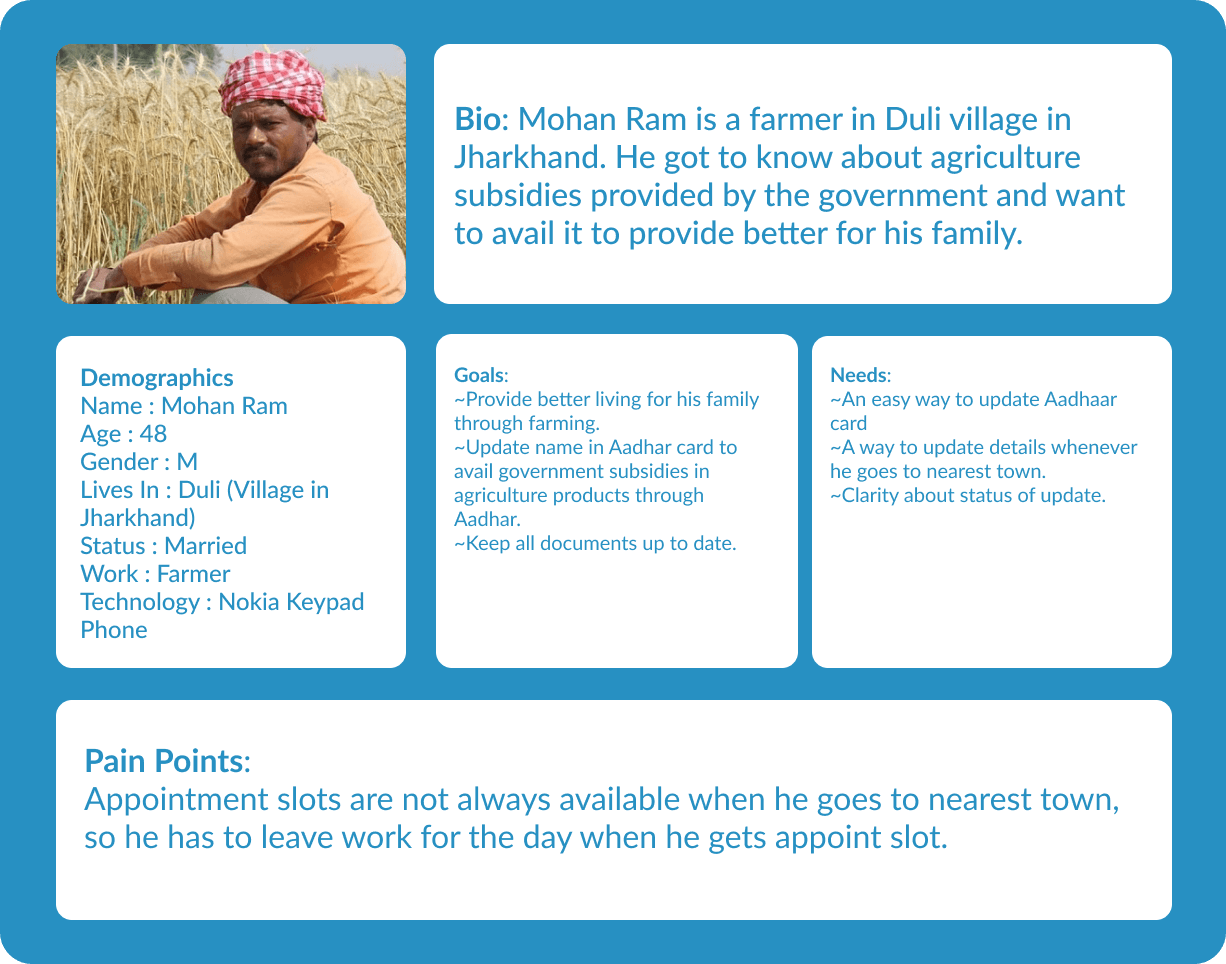 Bio: Mohan Ram is a farmer in Duli village in
Jharkhand. He got to know about agriculture
subsidies provided by the government and want
to avail it to provide better for his family.
Demographics
Name : Mohan Ram
Age : 48
Gender : M
Lives In : Duli (Village in
Jharkhand)
Status : Married
Work : Farmer
Technology : Nokia Keypad
Phone
Goals:
~Provide better living for his family
through farming.
~Update name in Aadhar card to
avail government subsidies in
agriculture products through
Aadhar.
~Keep all documents up to date.
Needs:
~An easy way to update Aadhaar
card
~A way to update details whenever
he goes to nearest town.
~Clarity about status of update.
Pain Points:
Appointment slots are not always available when he goes to nearest town,
so he has to leave work for the day when he gets appoint slot.